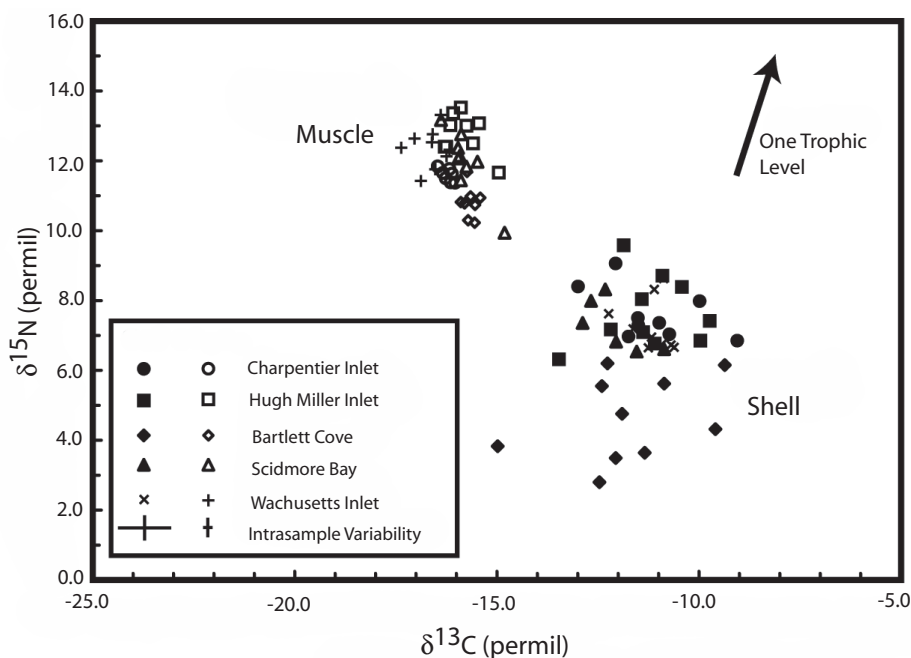 16.0
14.0
12.0
10.0
8.0
6.0
4.0
2.0
0.0
δ15N (permil)
Muscle
One Trophic
Level
Shell
Charpentier Inlet
Hugh Miller Inlet
Bartlett Cove
Scidmore Bay
Wachusetts Inlet
Intrasample Variability
-25.0 -20.0 -15.0 -10.0 -5.0
δ13C (permil)